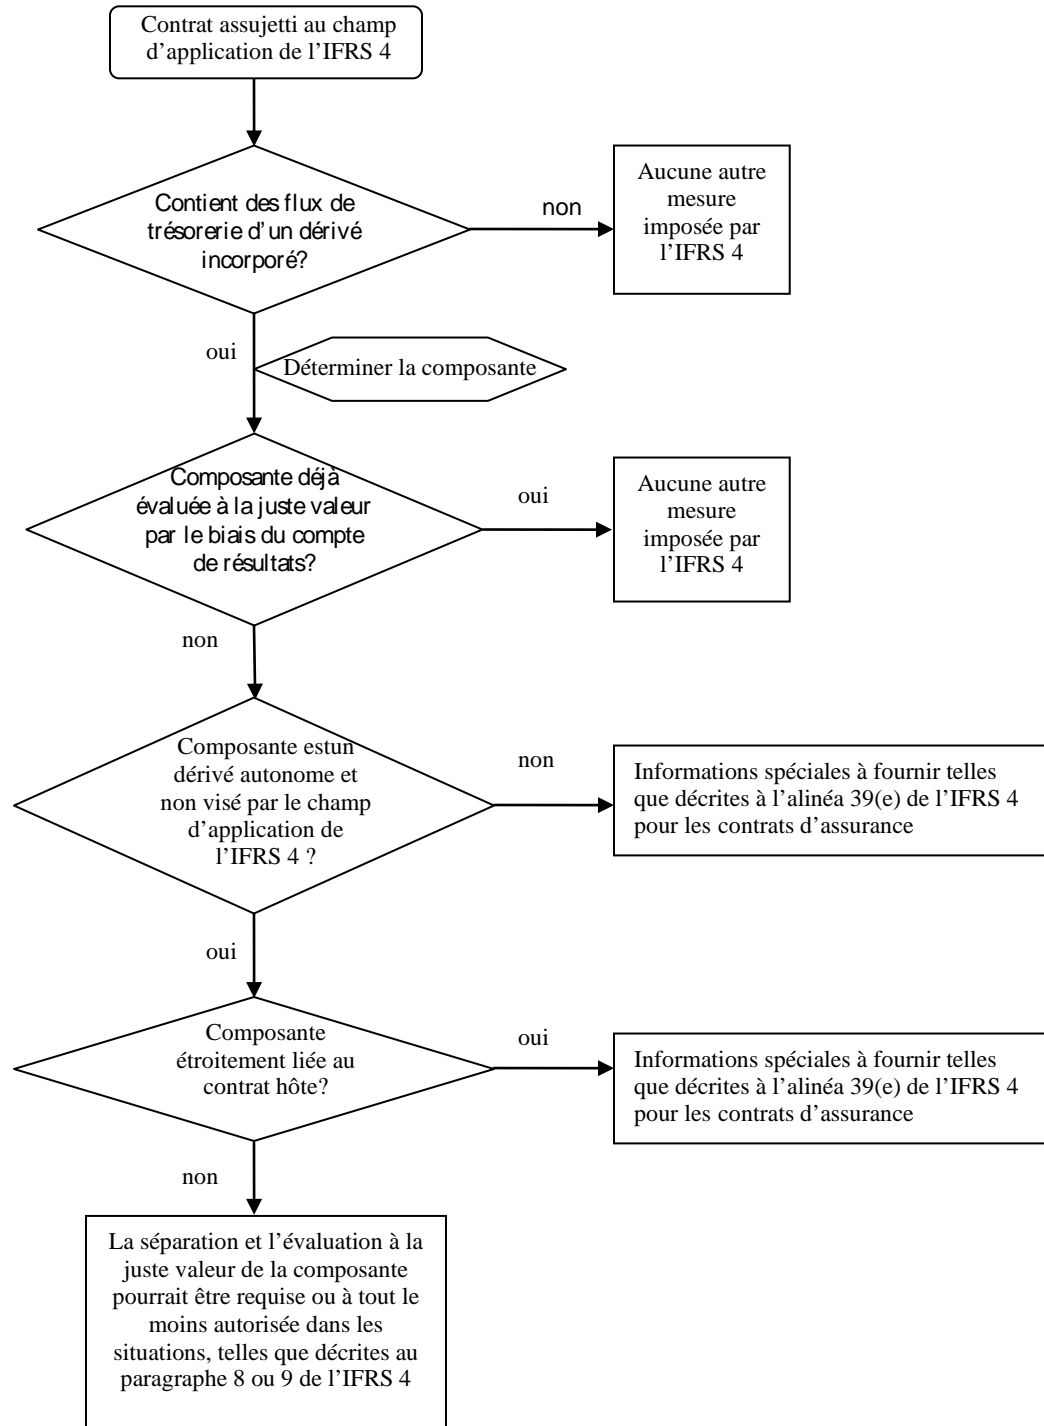 Contrat assujetti au champ
d'application de l'IFRS 4
Contient des flux de
trésorerie d'un dérivé
incorporé?
non
Aucune autre
mesure
imposée par
l'IFRS 4
oui
Déterminer la composante
Composante déjà
évaluée à la juste valeur
par le biais du compte
de résultats?
oui
Aucune autre
mesure
imposée par
l'IFRS 4
non
Composante estun
dérivé autonome et
non visé par le champ
d'application de
l'IFRS 4 ?
non
Informations spéciales à fournir telles
que décrites à l'alinéa 39(e) de l'IFRS 4
pour les contrats d'assurance
oui
Composante
étroitement liée au
contrat hôte?
oui
Informations spéciales à fournir telles
que décrites à l'alinéa 39(e) de l'IFRS 4
pour les contrats d'assurance
non
La séparation et l'évaluation à la
juste valeur de la composante
pourrait être requise ou à tout le
moins autorisée dans les
situations, telles que décrites au
paragraphe 8 ou 9 de l'IFRS 4